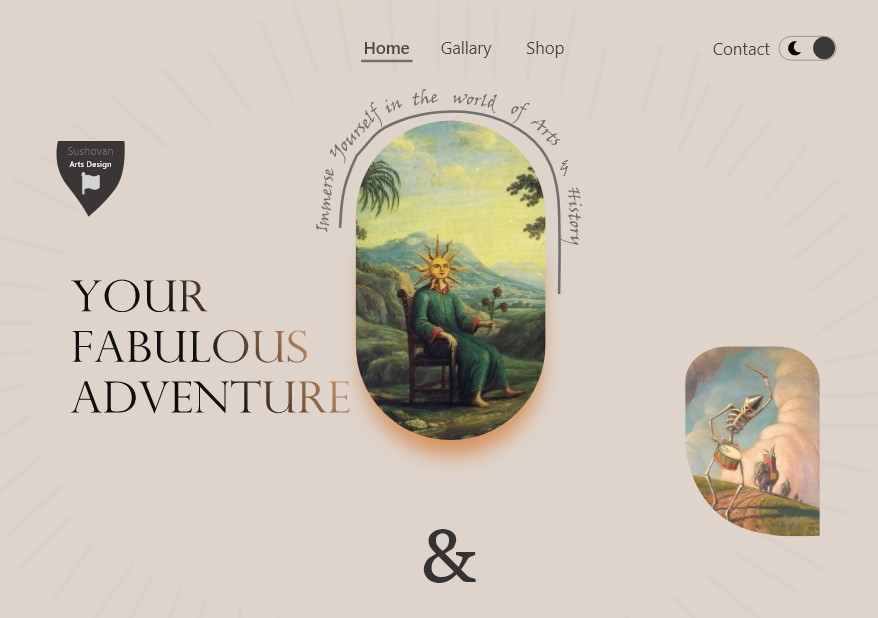 Home Gallary Shop Contact
Immerse Yourself in the world of Arts & History
Sushovan
Arts Design
YOUR
FABULOUS
ADVENTURE
&